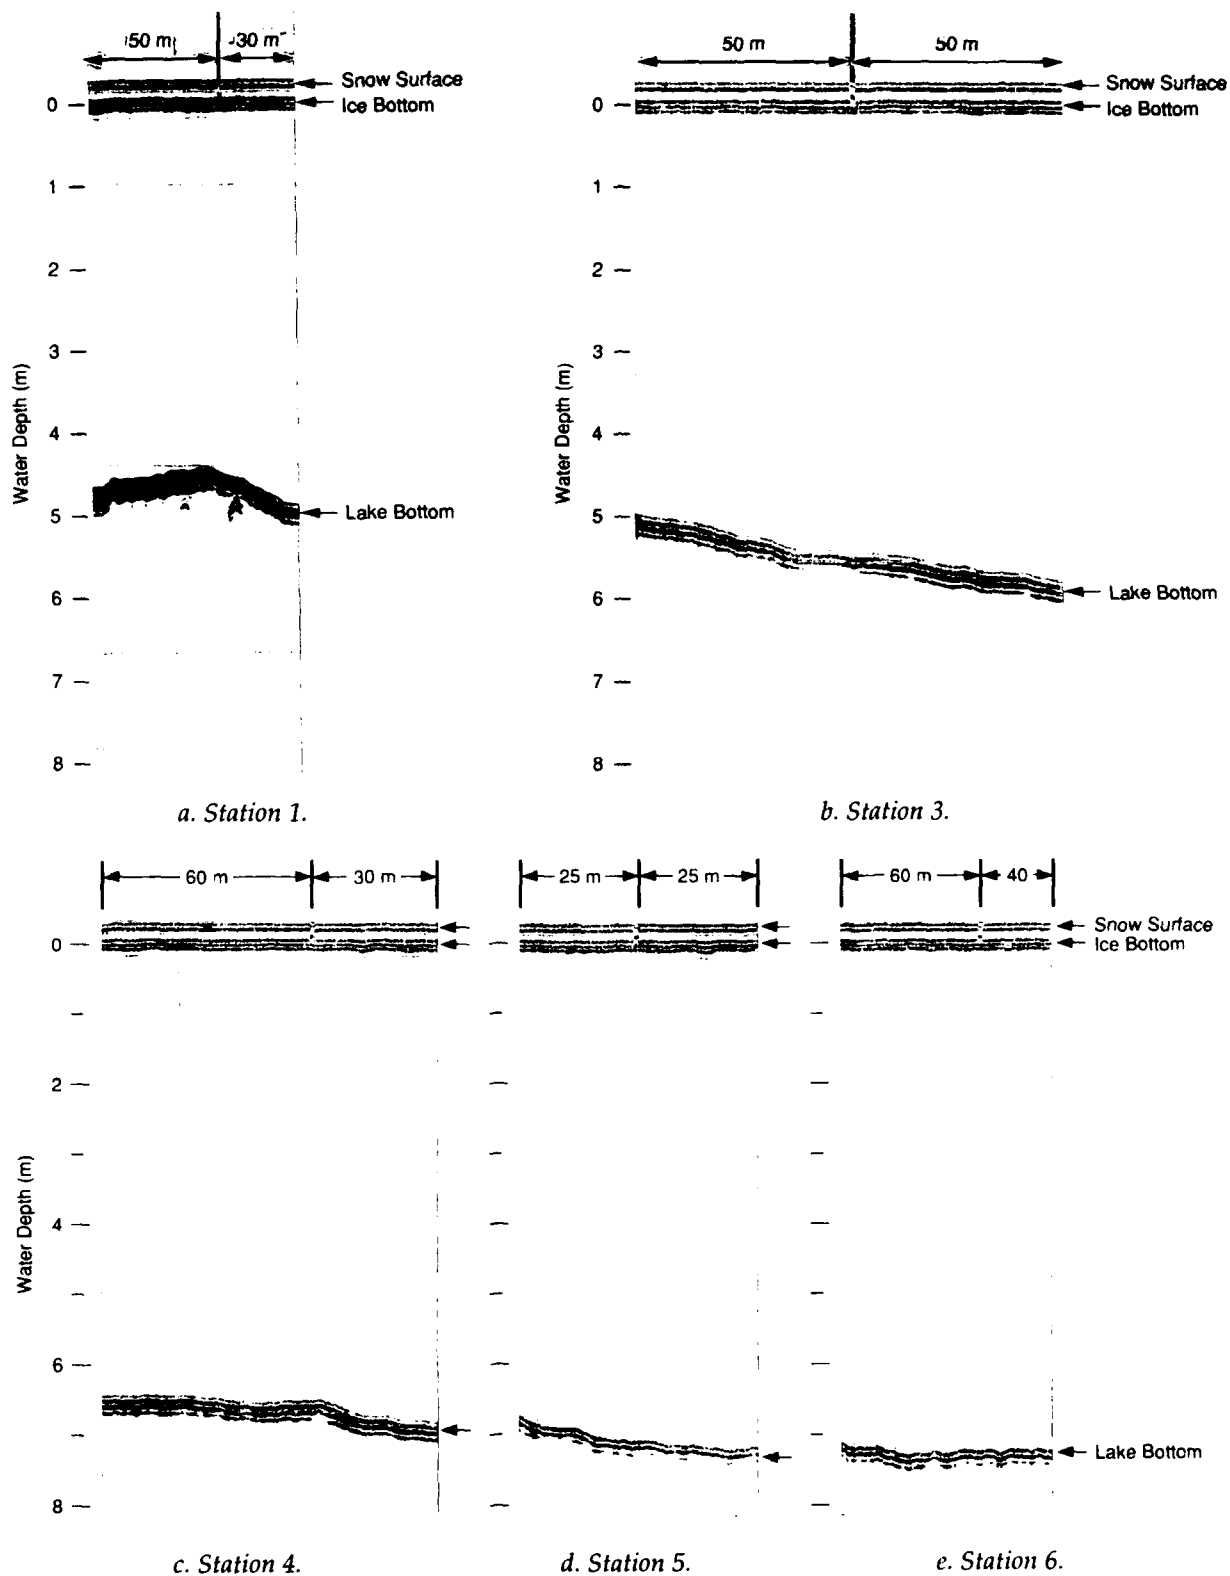 50 m 30 m
Snow Surface
Ice Bottom
0
1
2
3
4
5
6
7
8
Water Depth (m)
Lake Bottom
a. Station 1.
50 m 50 m
Snow Surface
Ice Bottom
0
1
2
3
4
5
6
7
8
Water Depth (m)
Lake Bottom
b. Station 3.
60 m 30 m
0
2
4
6
8
Water Depth (m)
c. Station 4.
25 m 25 m
d. Station 5.
60 m 40
Snow Surface
Ice Bottom
Lake Bottom
e. Station 6.